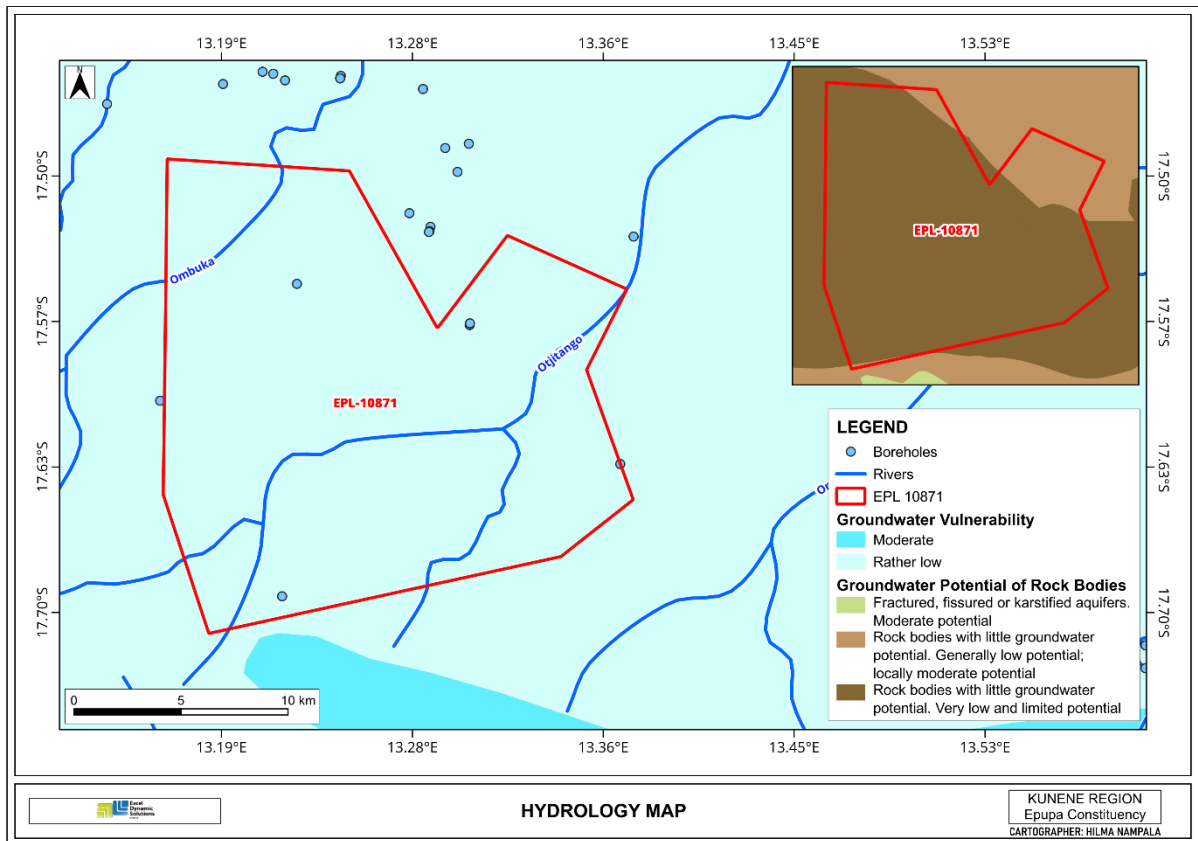 13.19°E 13.28°E 13.36°E 13.45°E 13.53°E
N
17.50°S 17.50°S
EPL-10871
Ombuka
17.57°S 17.57°S
Otjitango
EPL-10871
LEGEND
Boreholes
Rivers
EPL 10871
17.63°S 17.63°S
Groundwater Vulnerability
Moderate
Rather low
Groundwater Potential of Rock Bodies
Fractured, fissured or karstified aquifers.
Moderate potential
Rock bodies with little groundwater
potential. Generally low potential;
locally moderate potential
Rock bodies with little groundwater
potential. Very low and limited potential
17.70°S 17.70°S
0 5 10 km
13.19°E 13.28°E 13.36°E 13.45°E 13.53°E
Excel
Dynamic
Solutions
HYDROLOGY MAP
KUNENE REGION
Epupa Constituency
CARTOGRAPHER: HILMA NAMPALA